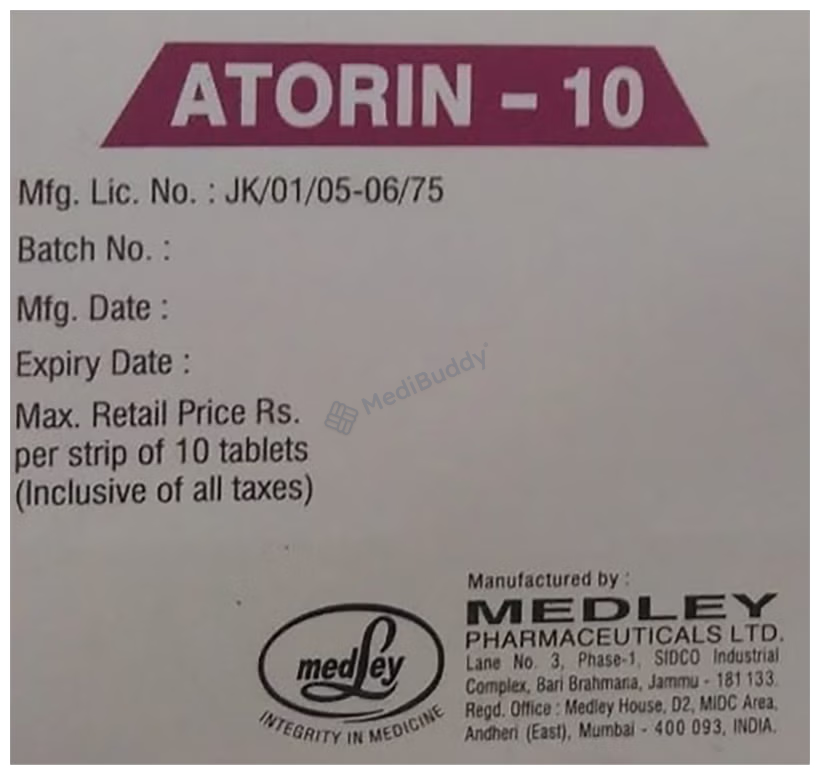 ATORIN - 10
Mfg. Lic. No. : JK/01/05-06/75
Batch No. :
Mfg. Date :
Expiry Date :
Max. Retail Price Rs.
per strip of 10 tablets
(Inclusive of all taxes)
MediBuddy
medley
INTEGRITY IN MEDICINE
Manufactured by :
MEDLEY
PHARMACEUTICALS LTD.
Lane No. 3, Phase-1, SIDCO Industrial
Complex, Bari Brahmana, Jammu - 181 133.
Regd. Office : Medley House, D2, MIDC Area,
Andheri (East), Mumbai - 400 093, INDIA.